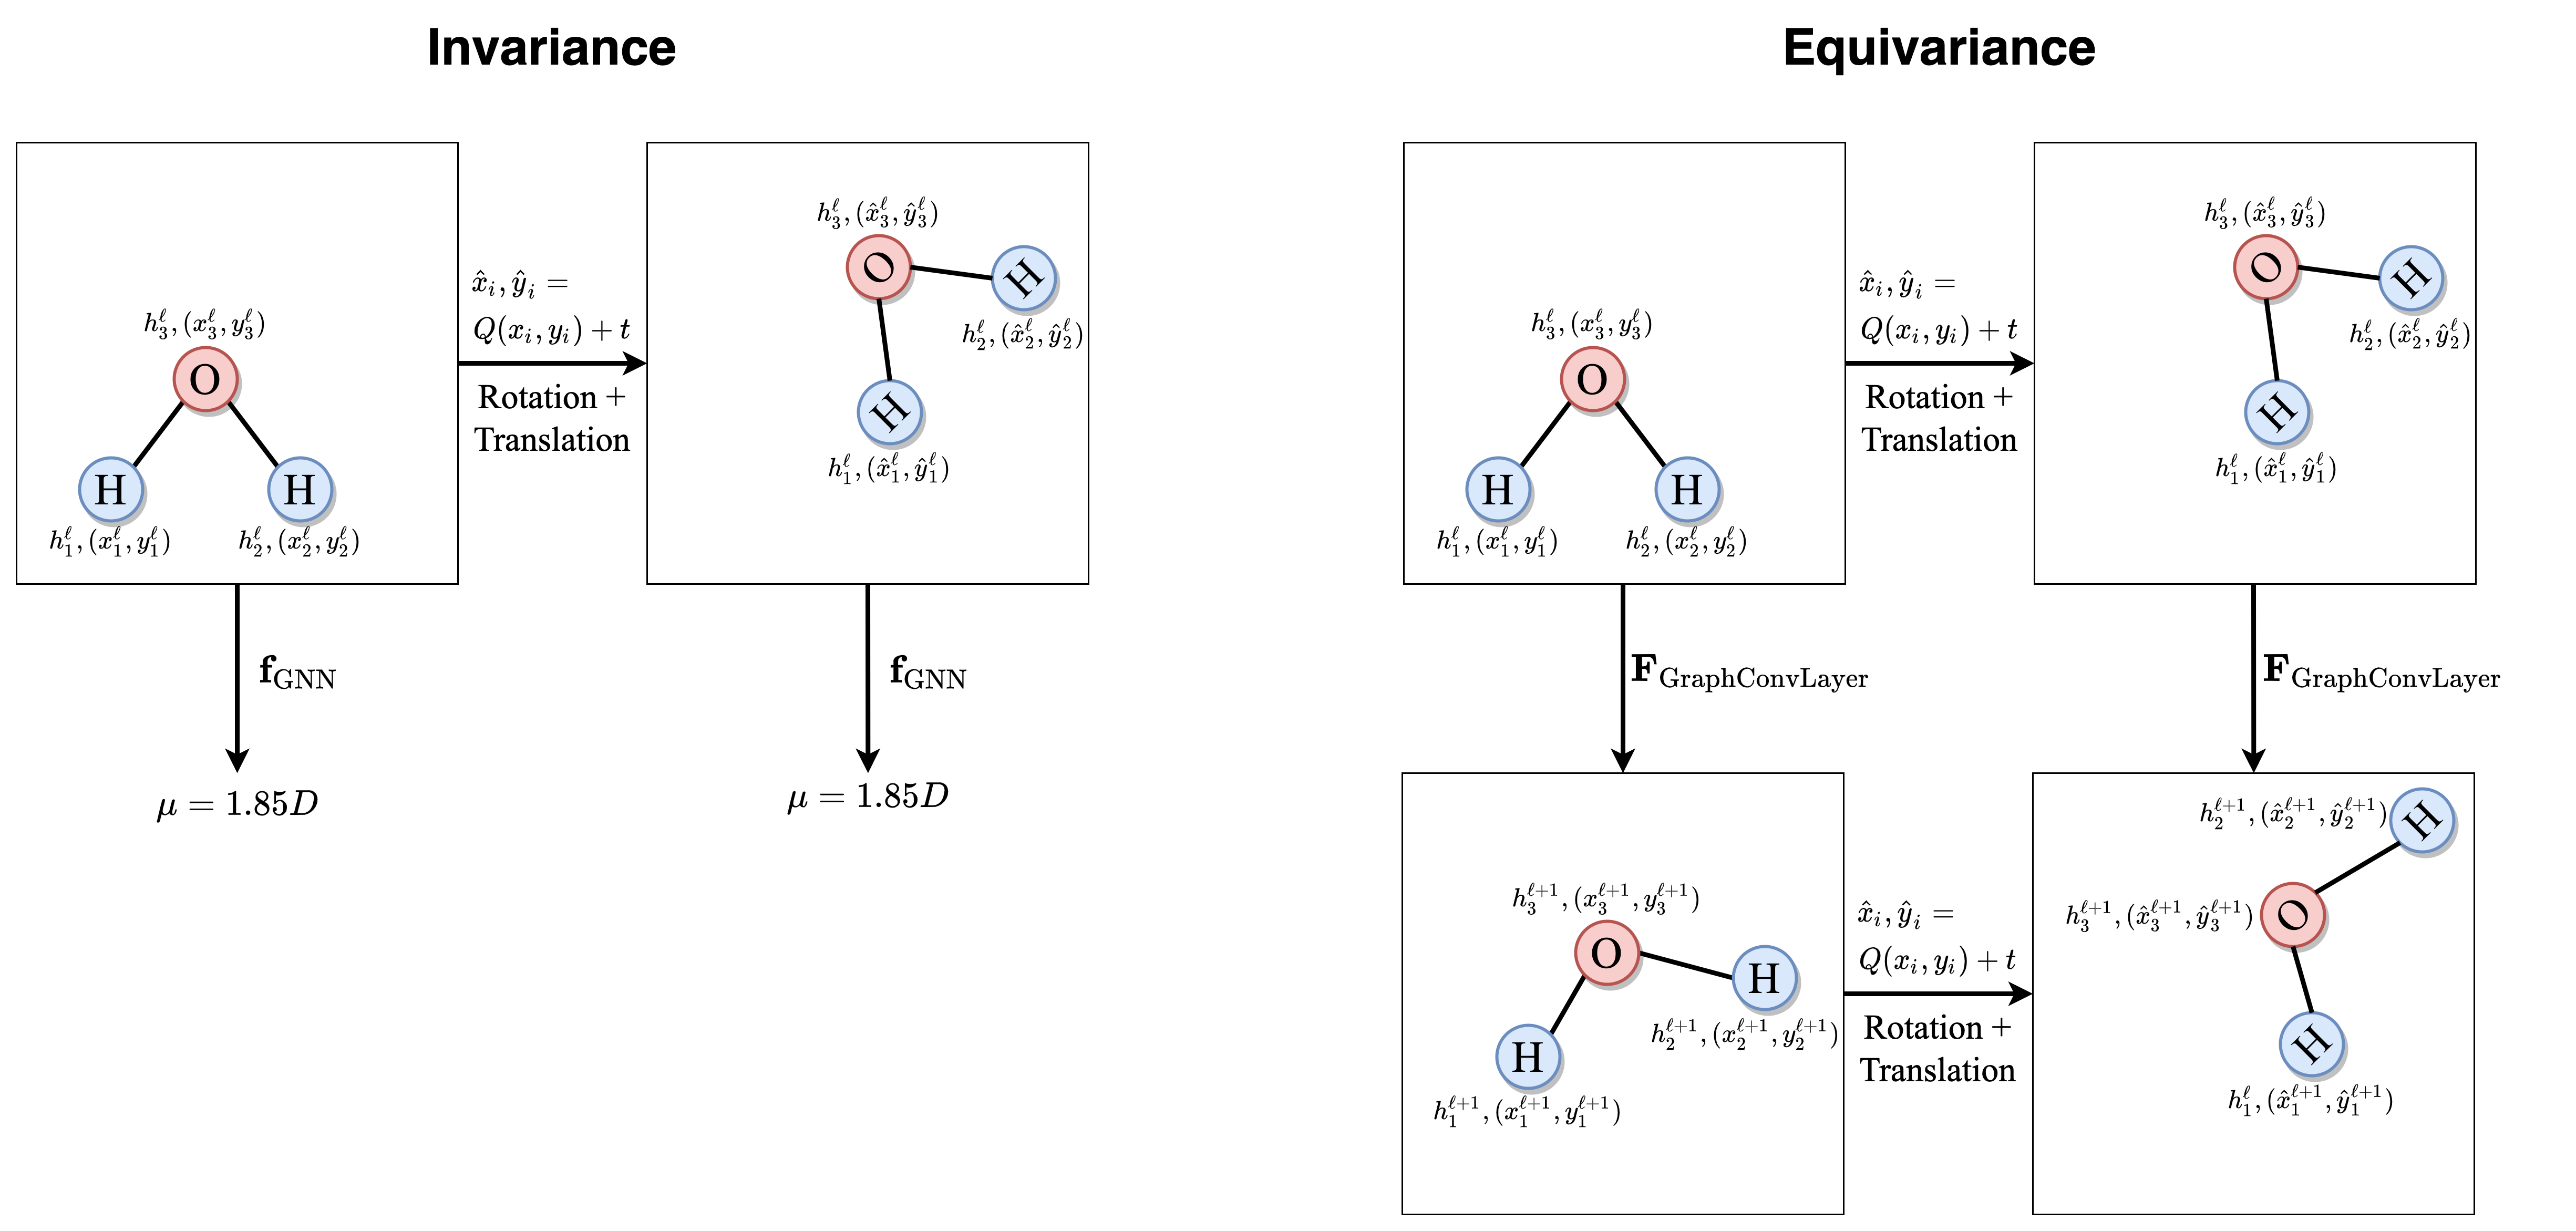 Invariance
$h_3^\ell, (x_3^\ell, y_3^\ell)$
O
H
H
$h_1^\ell, (x_1^\ell, y_1^\ell)$
$h_2^\ell, (x_2^\ell, y_2^\ell)$
$\hat{x}_i, \hat{y}_i =$
$Q(x_i, y_i) + t$
Rotation +
Translation
$h_3^\ell, (\hat{x}_3^\ell, \hat{y}_3^\ell)$
O
H
$h_2^\ell, (\hat{x}_2^\ell, \hat{y}_2^\ell)$
H
$h_1^\ell, (\hat{x}_1^\ell, \hat{y}_1^\ell)$
$\mathbf{f}_{\mathrm{GNN}}$
$\mathbf{f}_{\mathrm{GNN}}$
$\mu = 1.85D$
$\mu = 1.85D$
Equivariance
$h_3^\ell, (x_3^\ell, y_3^\ell)$
O
H
H
$h_1^\ell, (x_1^\ell, y_1^\ell)$
$h_2^\ell, (x_2^\ell, y_2^\ell)$
$\hat{x}_i, \hat{y}_i =$
$Q(x_i, y_i) + t$
Rotation +
Translation
$h_3^\ell, (\hat{x}_3^\ell, \hat{y}_3^\ell)$
O
H
$h_2^\ell, (\hat{x}_2^\ell, \hat{y}_2^\ell)$
H
$h_1^\ell, (\hat{x}_1^\ell, \hat{y}_1^\ell)$
$\mathbf{F}_{\mathrm{GraphConvLayer}}$
$\mathbf{F}_{\mathrm{GraphConvLayer}}$
$h_3^{\ell+1}, (x_3^{\ell+1}, y_3^{\ell+1})$
O
H
$h_2^{\ell+1}, (x_2^{\ell+1}, y_2^{\ell+1})$
H
$h_1^{\ell+1}, (x_1^{\ell+1}, y_1^{\ell+1})$
$\hat{x}_i, \hat{y}_i =$
$Q(x_i, y_i) + t$
Rotation +
Translation
$h_2^{\ell+1}, (\hat{x}_2^{\ell+1}, \hat{y}_2^{\ell+1})$
H
$h_3^{\ell+1}, (\hat{x}_3^{\ell+1}, \hat{y}_3^{\ell+1})$
O
H
$h_1^\ell, (\hat{x}_1^{\ell+1}, \hat{y}_1^{\ell+1})$